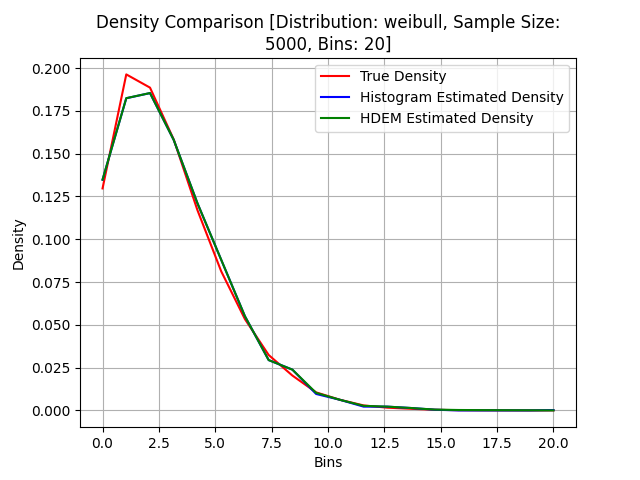 Density Comparison [Distribution: weibull, Sample Size:
5000, Bins: 20]
True Density
Histogram Estimated Density
HDEM Estimated Density
Density
0.200
0.175
0.150
0.125
0.100
0.075
0.050
0.025
0.000
0.0 2.5 5.0 7.5 10.0 12.5 15.0 17.5 20.0
Bins